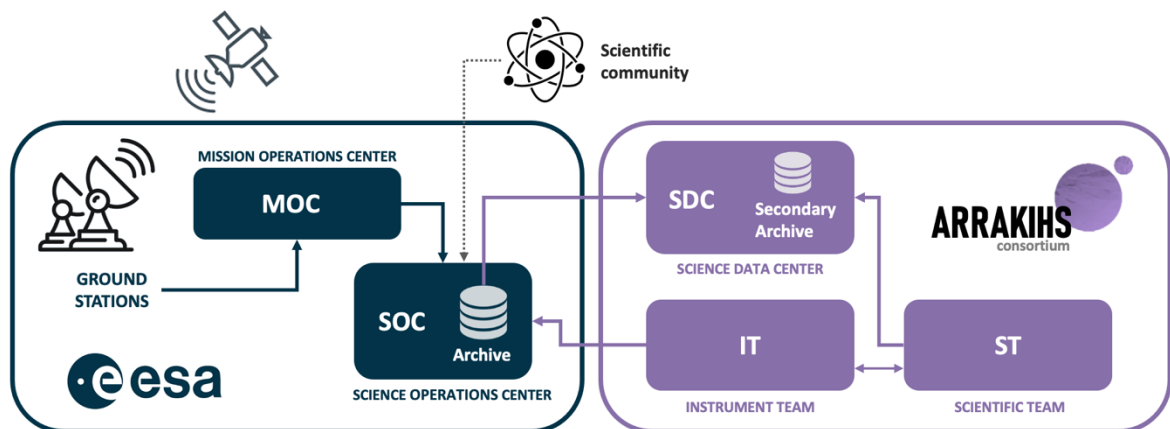 Scientific
community
MISSION OPERATIONS CENTER
MOC
GROUND
STATIONS
SOC
Archive
SCIENCE OPERATIONS CENTER
esa
SDC
Secondary
Archive
SCIENCE DATA CENTER
ARRAKIHS
consortium
IT
INSTRUMENT TEAM
ST
SCIENTIFIC TEAM